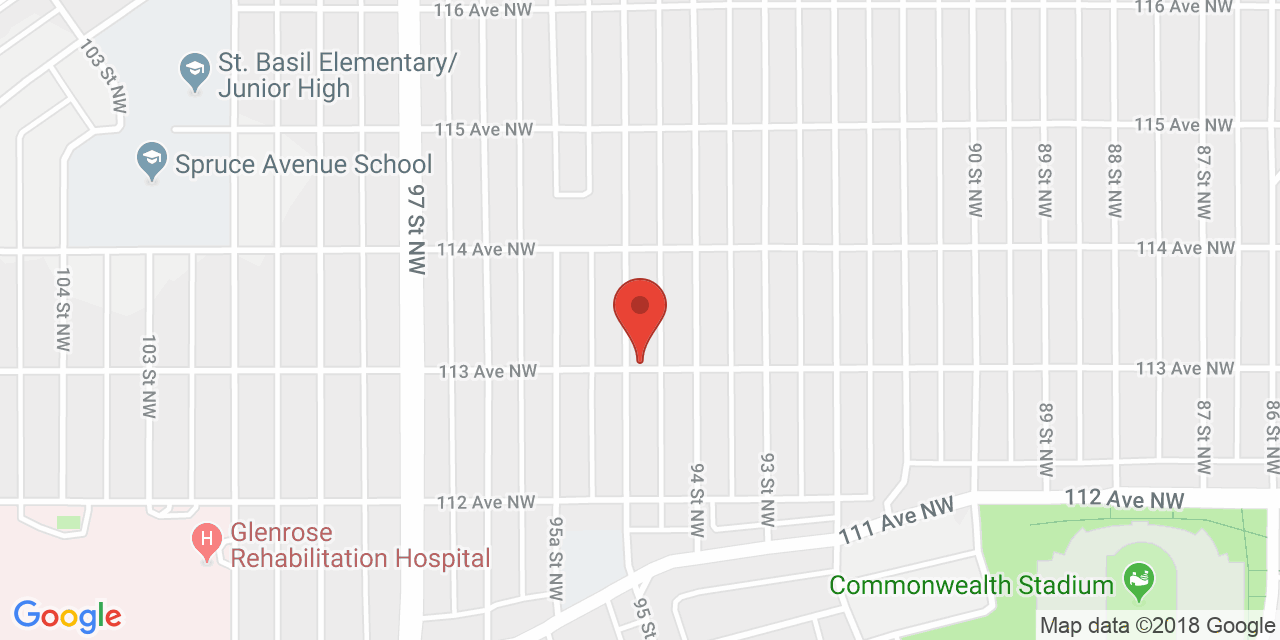 116 Ave NW
116 Ave NW
103 St NW
St. Basil Elementary/
Junior High
115 Ave NW
115 Ave NW
Spruce Avenue School
97 St NW
90 St NW
89 St NW
88 St NW
87 St NW
114 Ave NW
114 Ave NW
104 St NW
103 St NW
113 Ave NW
113 Ave NW
89 St NW
87 St NW
86 St NW
94 St NW
93 St NW
112 Ave NW
112 Ave NW
111 Ave NW
95a St NW
H
Glenrose
Rehabilitation Hospital
Commonwealth Stadium
95 St
Google
Map data ©2018 Google